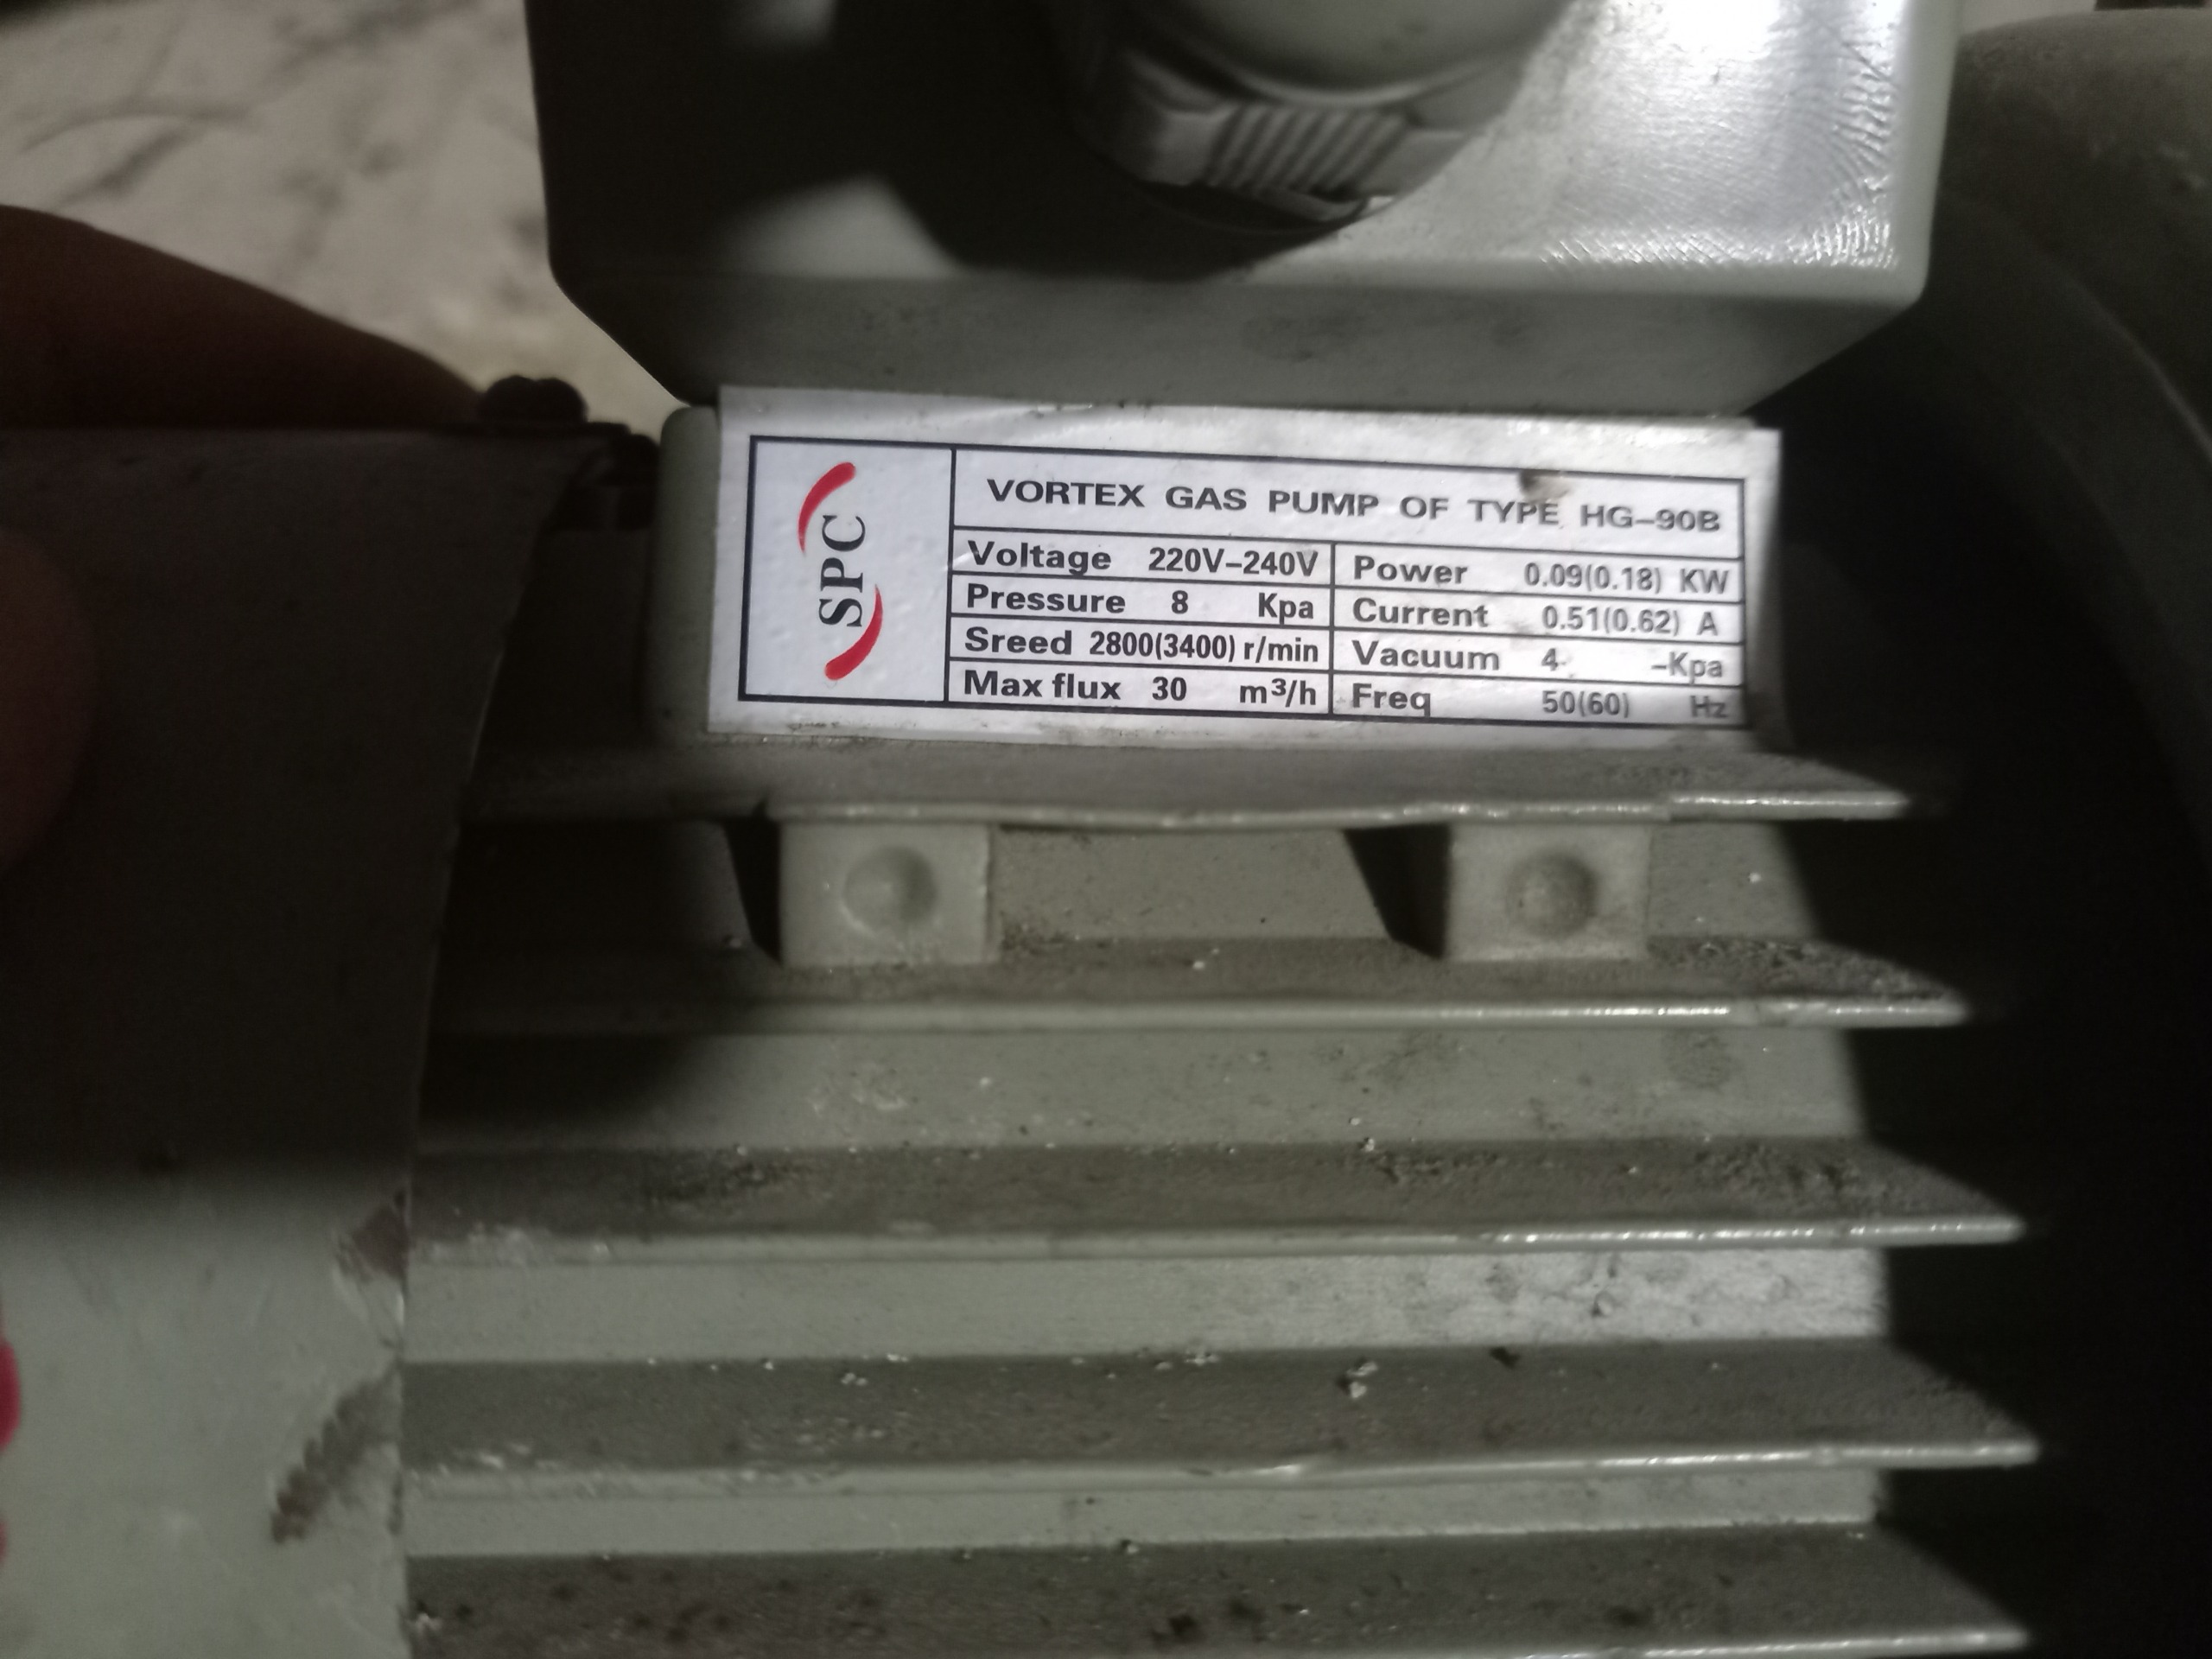 SPC
VORTEX GAS PUMP OF TYPE HG-90B
Voltage 220V-240V Power 0.09(0.18) KW
Pressure 8 Kpa Current 0.51(0.62) A
Sreed 2800(3400) r/min Vacuum 4 -Kpa
Max flux 30 m³/h Freq 50(60) Hz